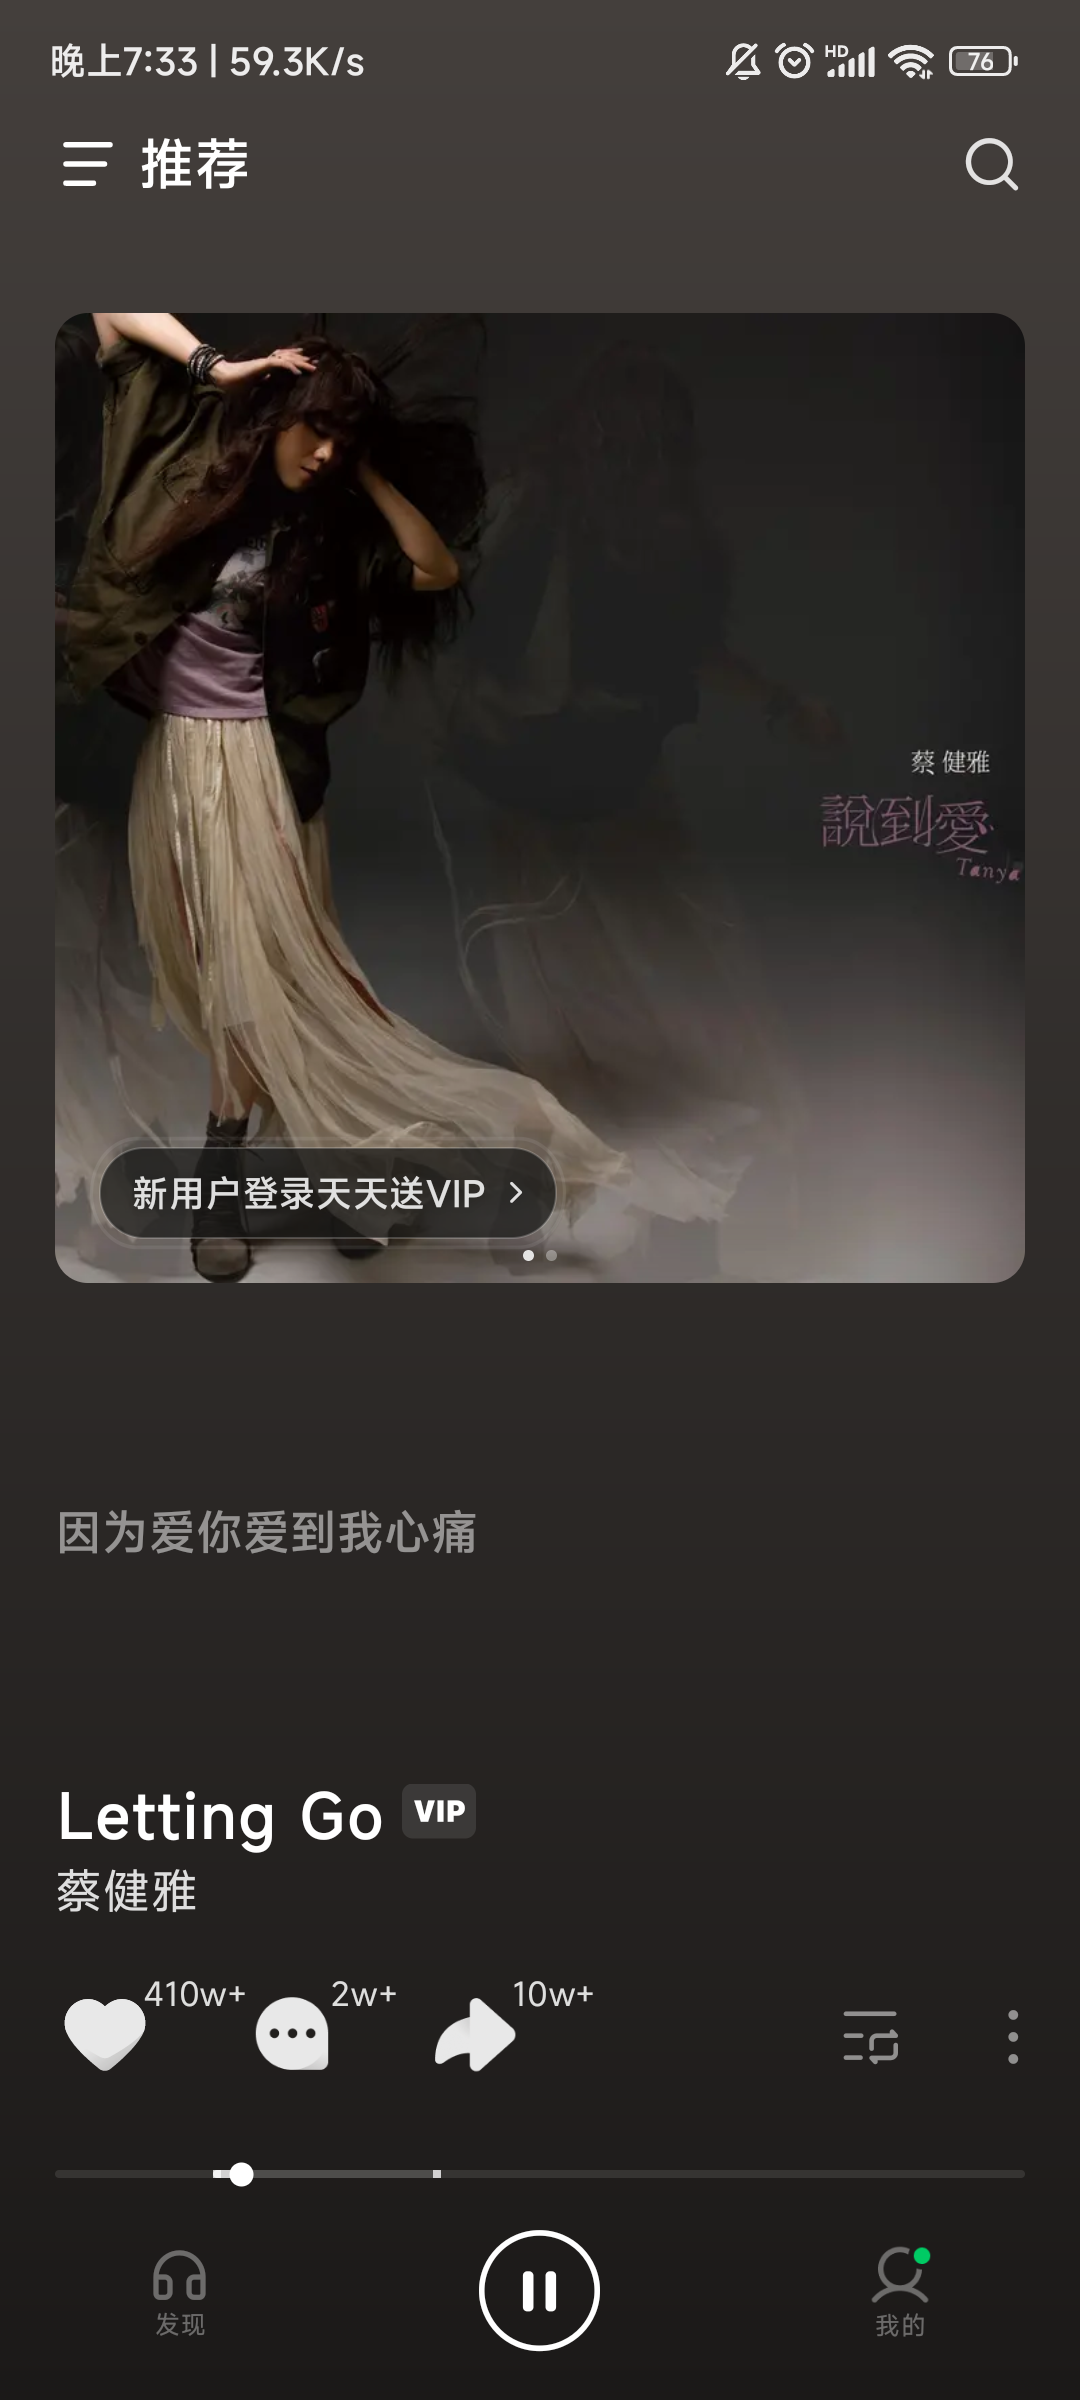 晚上7:33 | 59.3K/s
HD
76
推荐
蔡 健雅
說到愛
Tanya
新用户登录天天送VIP
因为爱你爱到我心痛
Letting Go VIP
蔡健雅
410w+ 2w+ 10w+
发现 我的